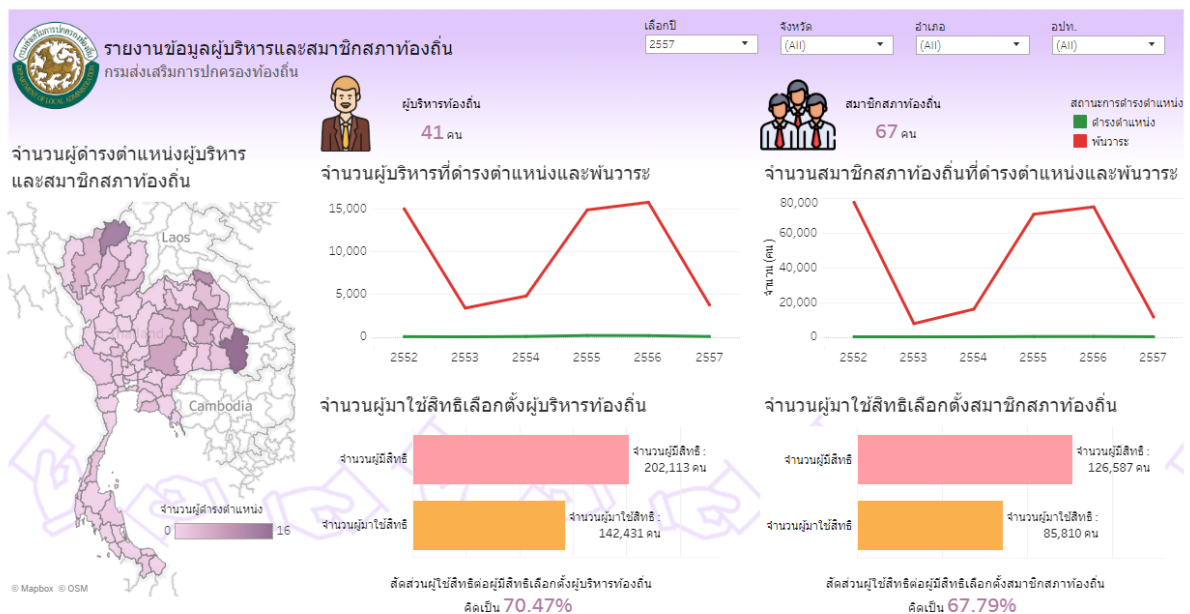 รายงานข้อมูลผู้บริหารและสมาชิกสภาท้องถิ่น
กรมส่งเสริมการปกครองท้องถิ่น
เลือกปี
2557
จังหวัด
(All)
อำเภอ
(All)
อปท.
(All)
ผู้บริหารท้องถิ่น
41 คน
สมาชิกสภาท้องถิ่น
67 คน
สถานะการดำรงตำแหน่ง
ดำรงตำแหน่ง
พ้นวาระ
จำนวนผู้ดำรงตำแหน่งผู้บริหาร
และสมาชิกสภาท้องถิ่น
Laos
Cambodia
จำนวนผู้ดำรงตำแหน่ง
0
16
© Mapbox © OSM
จำนวนผู้บริหารที่ดำรงตำแหน่งและพ้นวาระ
15,000
10,000
5,000
0
2552 2553 2554 2555 2556 2557
จำนวนสมาชิกสภาท้องถิ่นที่ดำรงตำแหน่งและพ้นวาระ
จำนวน (คน)
80,000
60,000
40,000
20,000
0
2552 2553 2554 2555 2556 2557
จำนวนผู้มาใช้สิทธิเลือกตั้งผู้บริหารท้องถิ่น
จำนวนผู้มีสิทธิ
จำนวนผู้มีสิทธิ :
202,113 คน
จำนวนผู้มาใช้สิทธิ
จำนวนผู้มาใช้สิทธิ :
142,431 คน
สัดส่วนผู้ใช้สิทธิต่อผู้มีสิทธิเลือกตั้งผู้บริหารท้องถิ่น
คิดเป็น 70.47%
จำนวนผู้มาใช้สิทธิเลือกตั้งสมาชิกสภาท้องถิ่น
จำนวนผู้มีสิทธิ
จำนวนผู้มีสิทธิ :
126,587 คน
จำนวนผู้มาใช้สิทธิ
จำนวนผู้มาใช้สิทธิ :
85,810 คน
สัดส่วนผู้ใช้สิทธิต่อผู้มีสิทธิเลือกตั้งสมาชิกสภาท้องถิ่น
คิดเป็น 67.79%